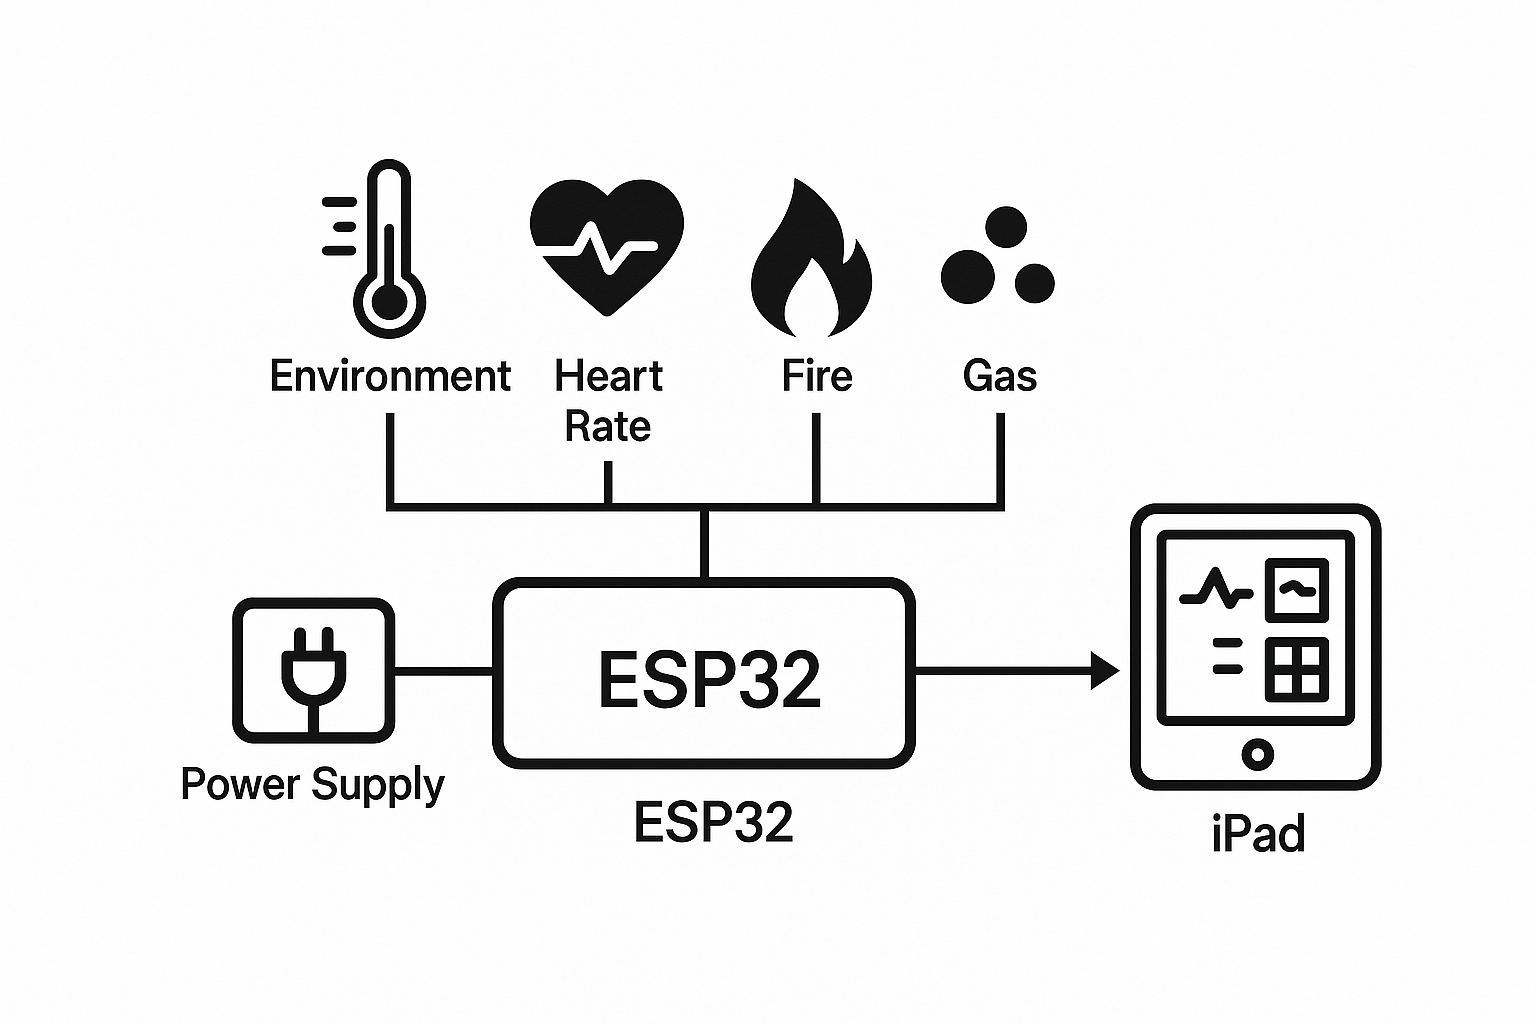 Environment
Heart
Rate
Fire
Gas
ESP32
Power Supply
ESP32
iPad